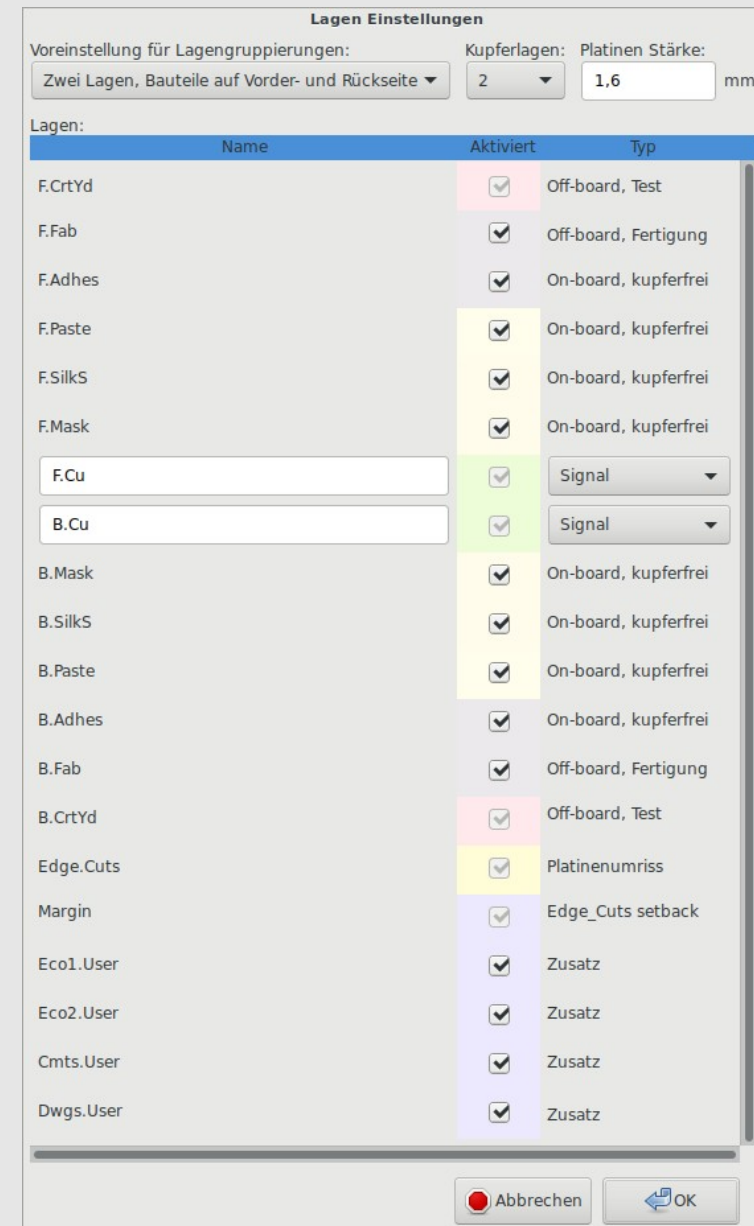 Lagen Einstellungen
Voreinstellung für Lagengruppierungen: Kupferlagen: Platinen Stärke:
Zwei Lagen, Bauteile auf Vorder- und Rückseite 2 1,6 mm
Lagen:
Name Aktiviert Typ
F.CrtYd Off-board, Test
F.Fab Off-board, Fertigung
F.Adhes On-board, kupferfrei
F.Paste On-board, kupferfrei
F.SilkS On-board, kupferfrei
F.Mask On-board, kupferfrei
F.Cu Signal
B.Cu Signal
B.Mask On-board, kupferfrei
B.SilkS On-board, kupferfrei
B.Paste On-board, kupferfrei
B.Adhes On-board, kupferfrei
B.Fab Off-board, Fertigung
B.CrtYd Off-board, Test
Edge.Cuts Platinenumriss
Margin Edge_Cuts setback
Eco1.User Zusatz
Eco2.User Zusatz
Cmts.User Zusatz
Dwgs.User Zusatz
Abbrechen OK